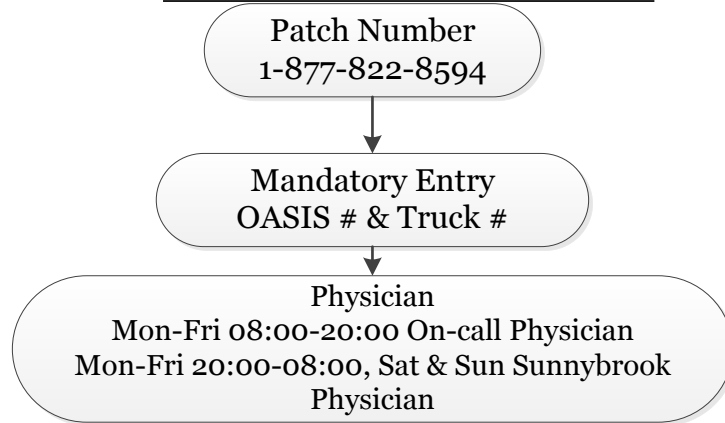 Patch Number
1-877-822-8594
Mandatory Entry
OASIS # & Truck #
Physician
Mon-Fri 08:00-20:00 On-call Physician
Mon-Fri 20:00-08:00, Sat & Sun Sunnybrook
Physician